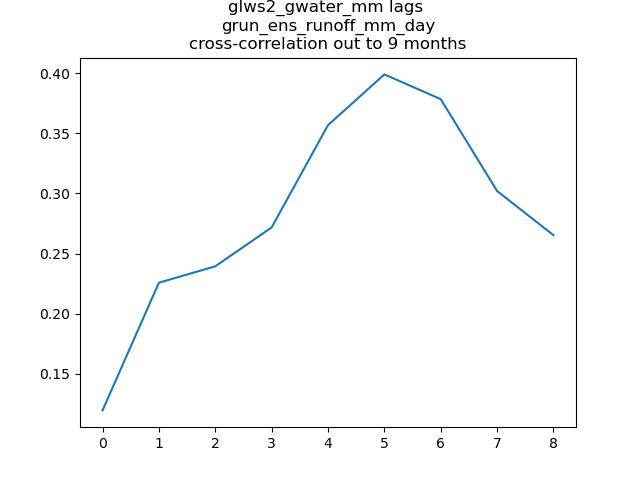 glws2_gwater_mm lags
grun_ens_runoff_mm_day
cross-correlation out to 9 months
0.40
0.35
0.30
0.25
0.20
0.15
0 1 2 3 4 5 6 7 8